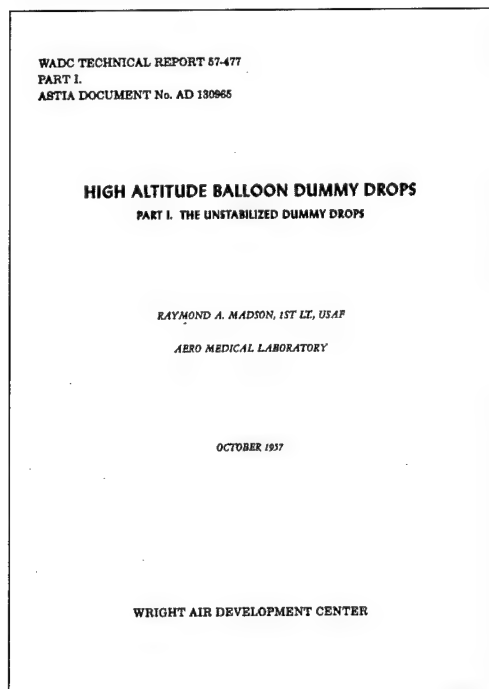 WADC TECHNICAL REPORT 57-477
PART I.
ASTIA DOCUMENT No. AD 130965
HIGH ALTITUDE BALLOON DUMMY DROPS
PART I. THE UNSTABILIZED DUMMY DROPS
RAYMOND A. MADSON, 1ST LT., USAF
AERO MEDICAL LABORATORY
OCTOBER 1957
WRIGHT AIR DEVELOPMENT CENTER